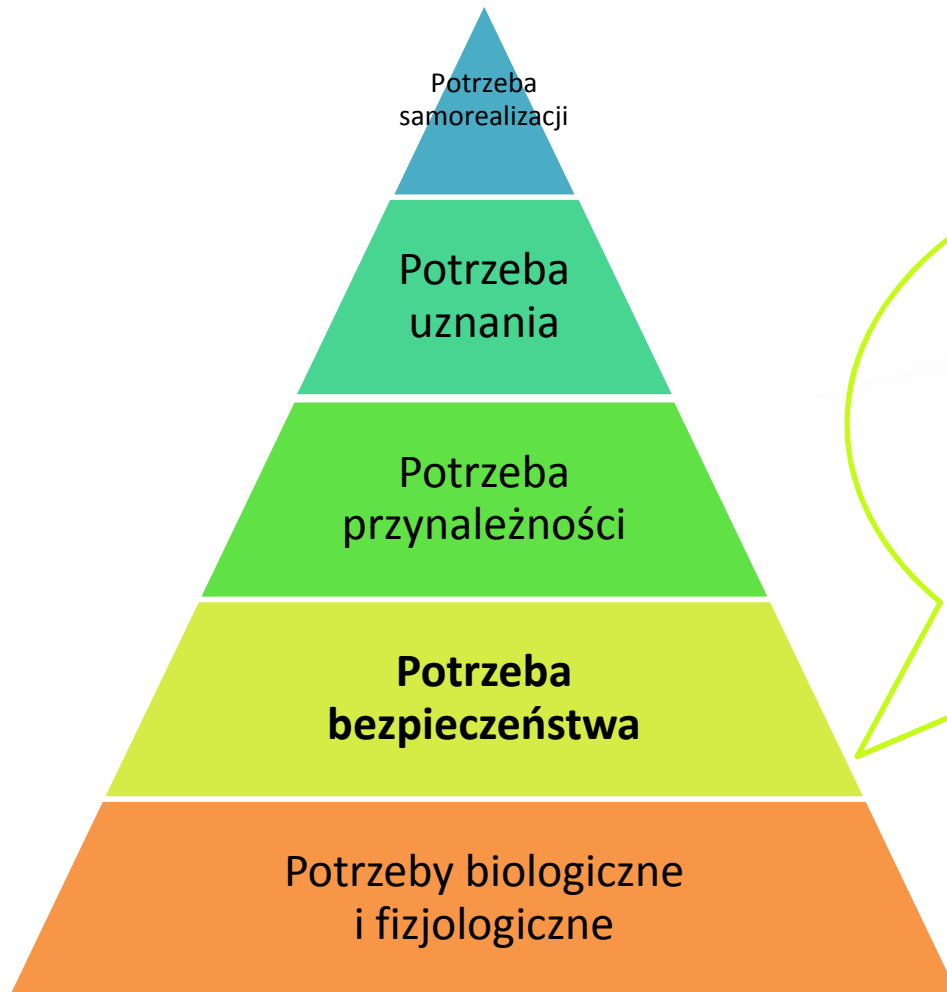 Potrzeba
samorealizacji
Potrzeba
uznania
Potrzeba
przynależności
Potrzeba
bezpieczeństwa
Potrzeby biologiczne
i fizjologiczne